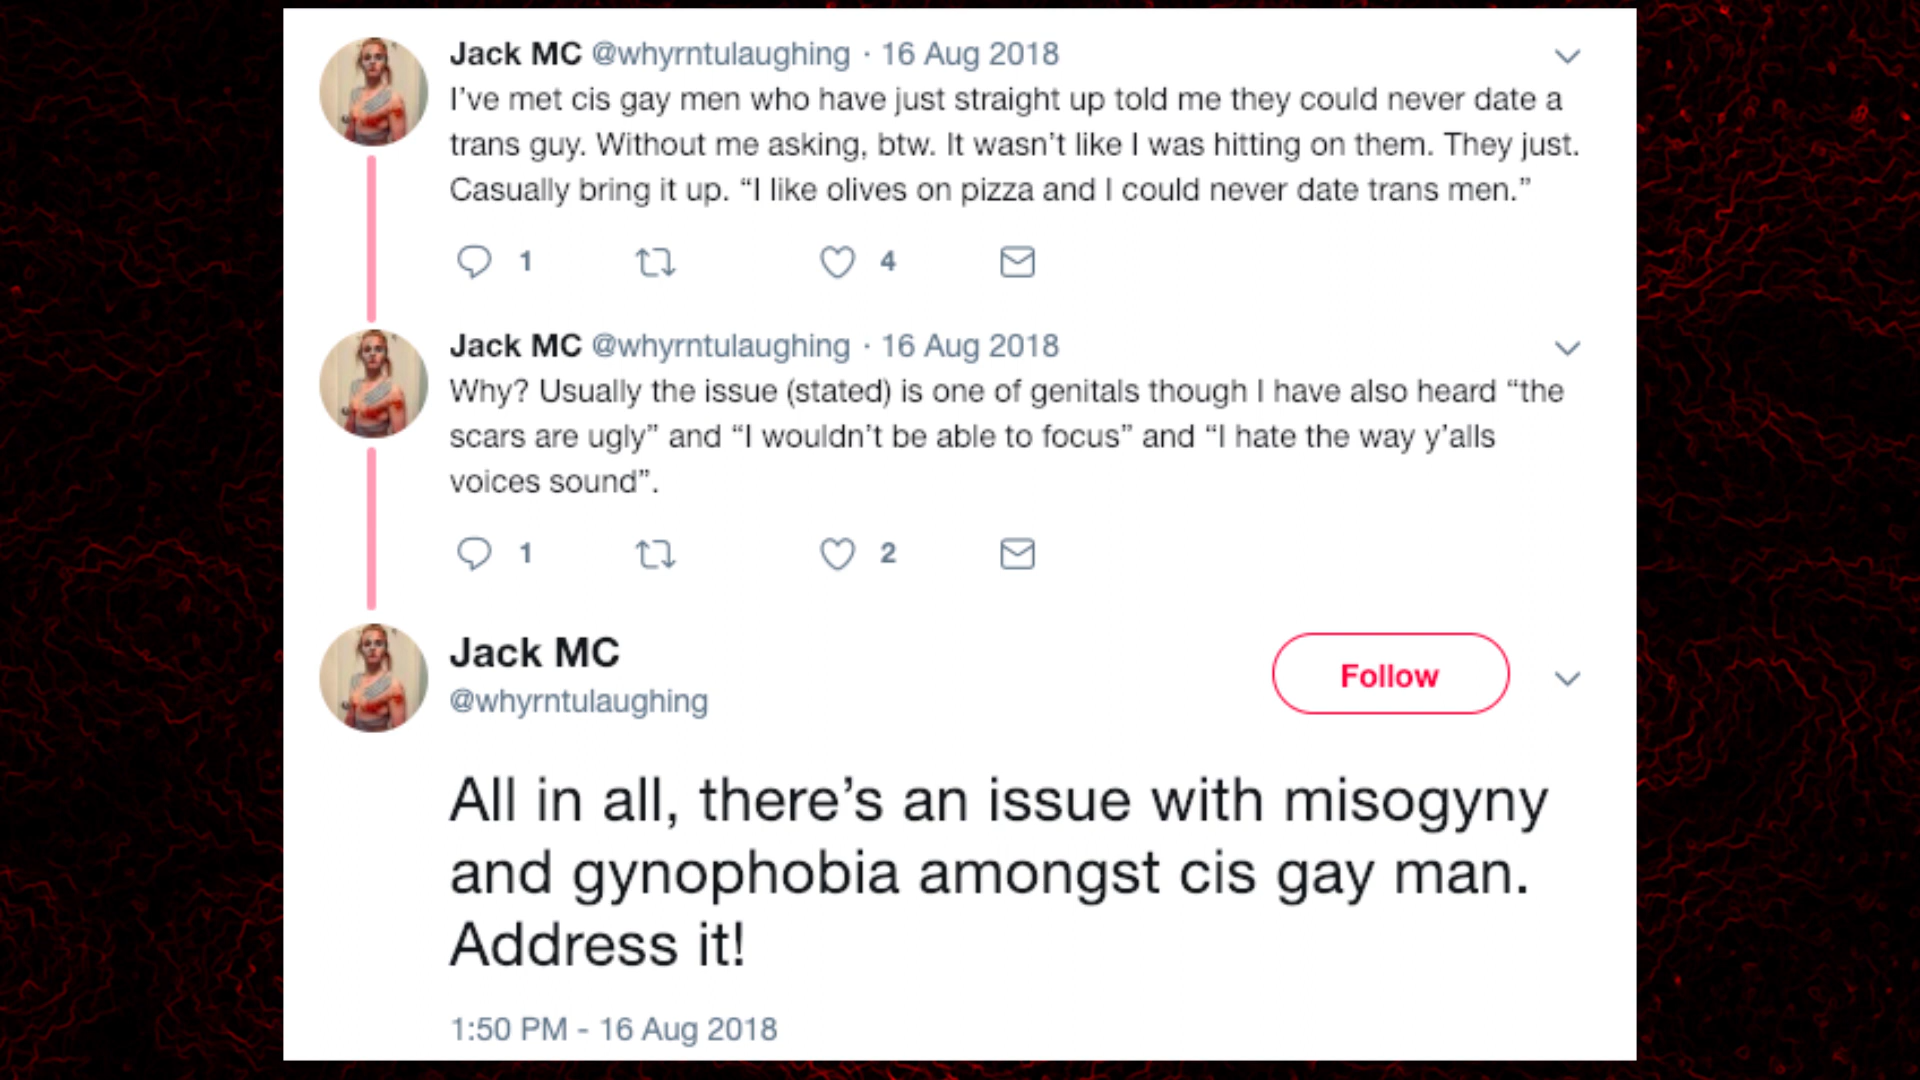 Jack MC @whyrntulaughing · 16 Aug 2018
I’ve met cis gay men who have just straight up told me they could never date a
trans guy. Without me asking, btw. It wasn’t like I was hitting on them. They just.
Casually bring it up. “I like olives on pizza and I could never date trans men.”
1 4
Jack MC @whyrntulaughing · 16 Aug 2018
Why? Usually the issue (stated) is one of genitals though I have also heard “the
scars are ugly” and “I wouldn’t be able to focus” and “I hate the way y’alls
voices sound”.
1 2
Jack MC
@whyrntulaughing
Follow
All in all, there’s an issue with misogyny
and gynophobia amongst cis gay man.
Address it!
1:50 PM - 16 Aug 2018